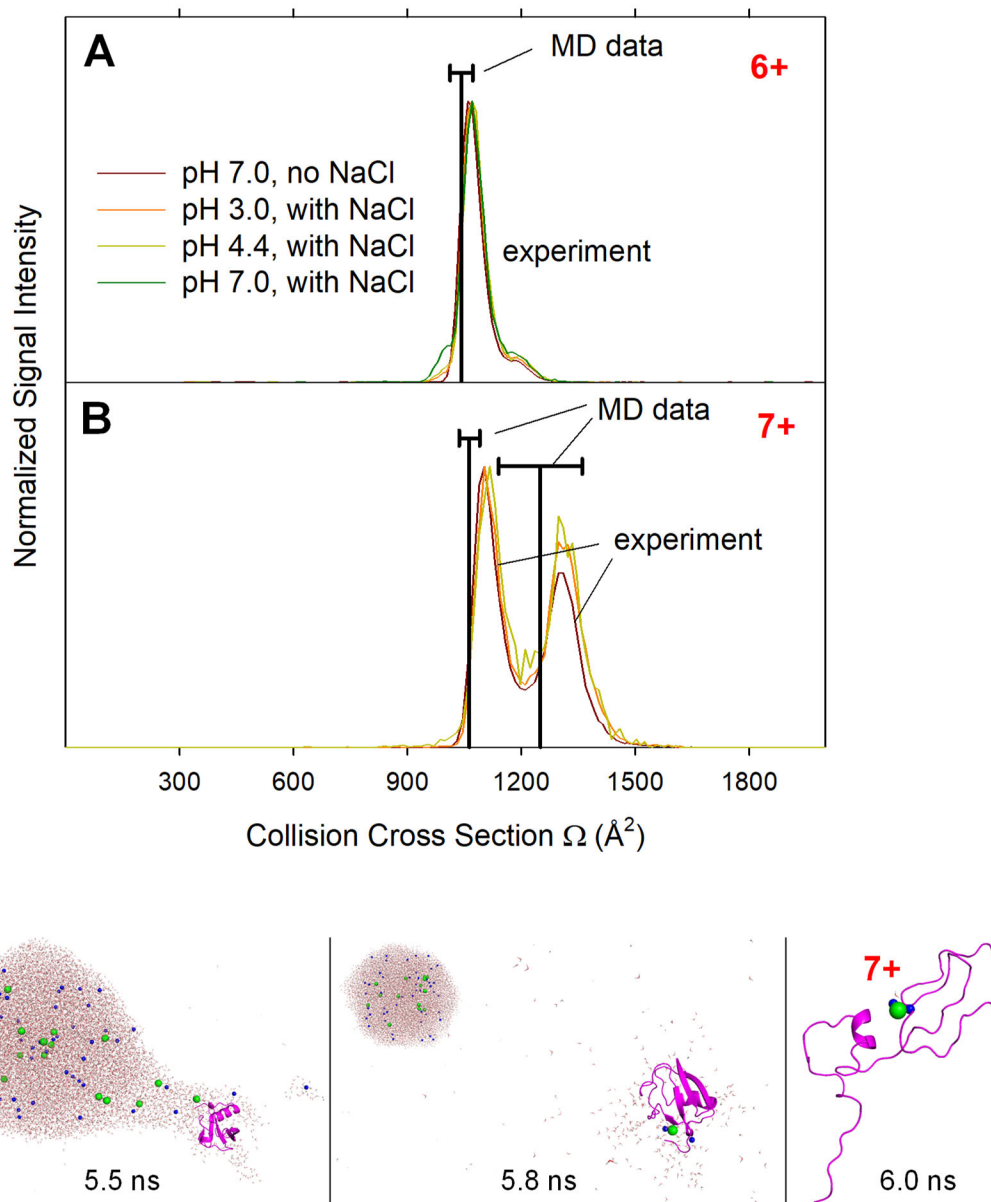 A
MD data
6+
pH 7.0, no NaCl
pH 3.0, with NaCl
pH 4.4, with NaCl
pH 7.0, with NaCl
experiment
B
MD data
7+
experiment
Normalized Signal Intensity
300 600 900 1200 1500 1800
Collision Cross Section Ω (Å²)
7+
5.5 ns
5.8 ns
6.0 ns